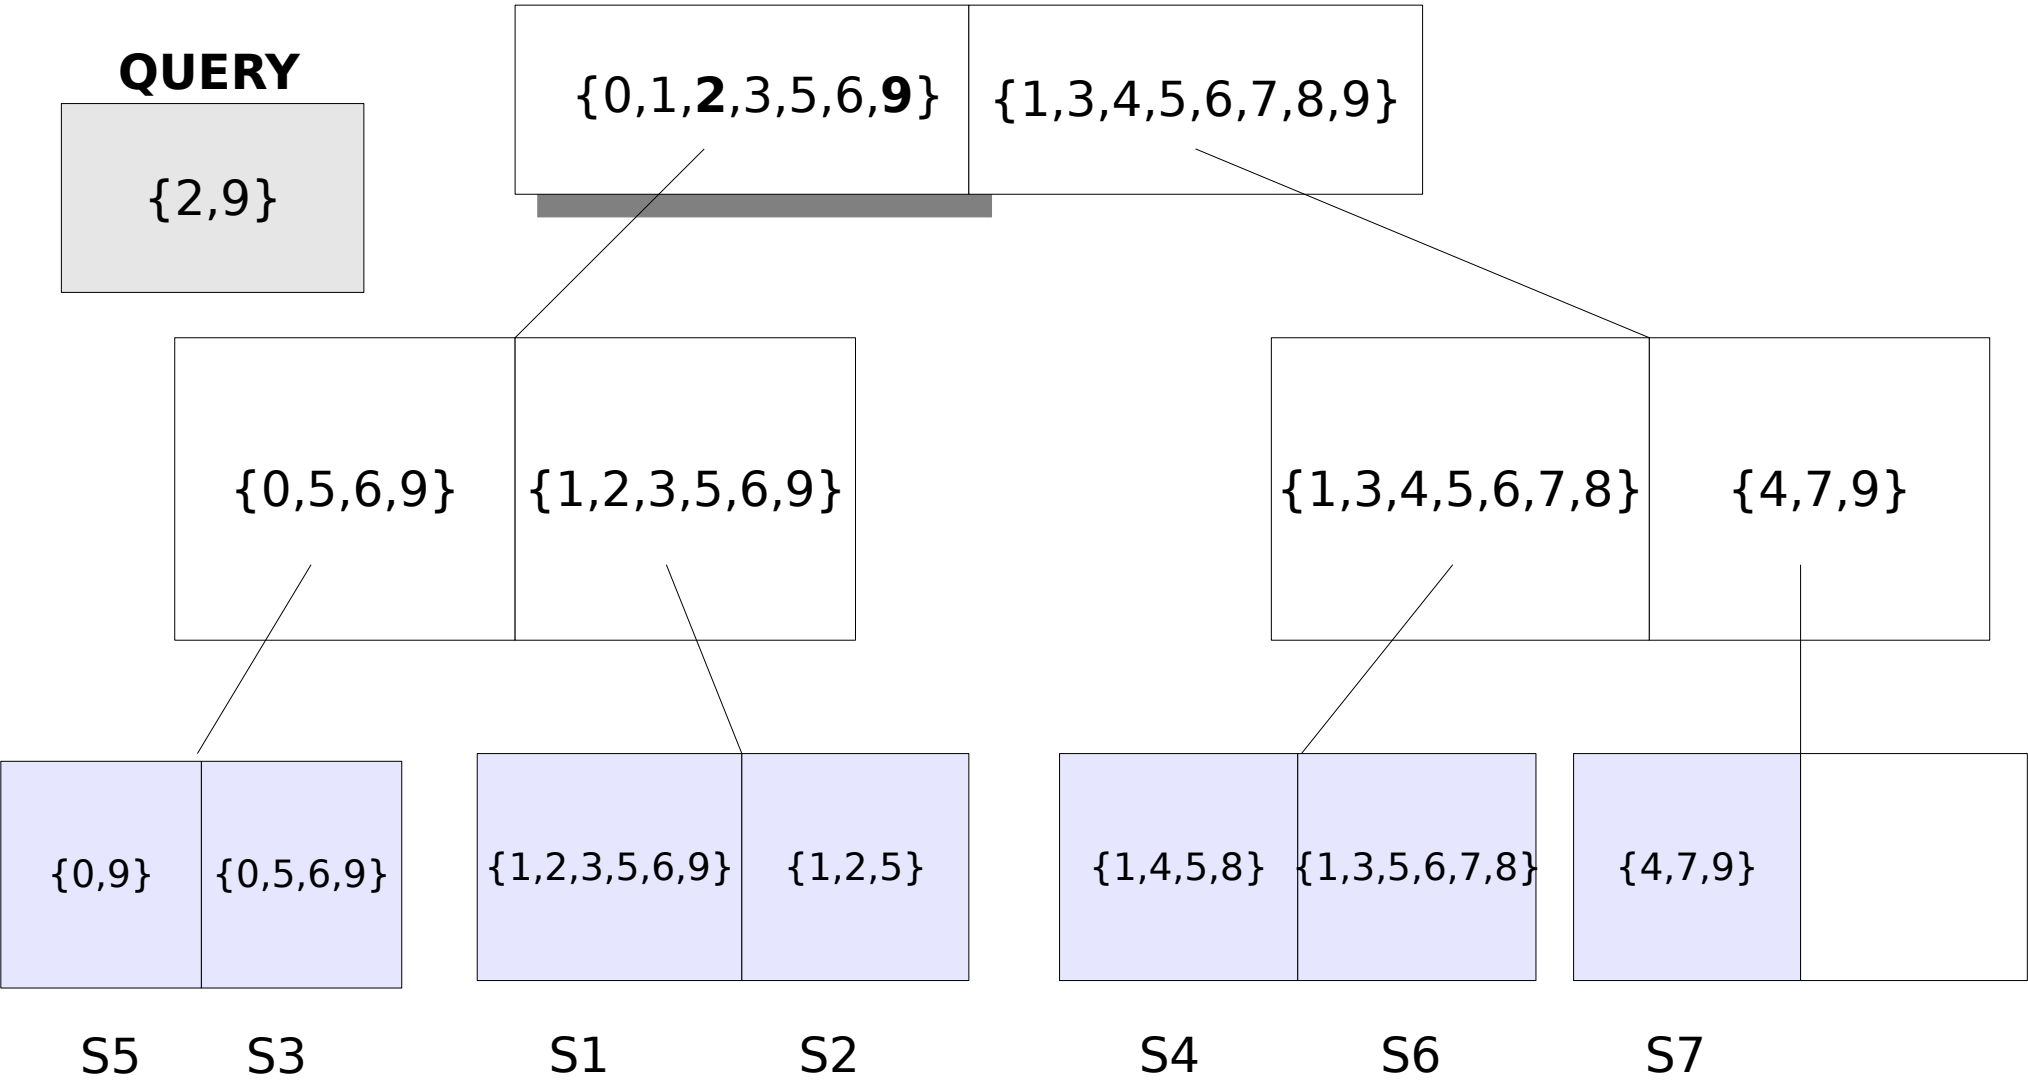 QUERY
{2,9}
{0,1,2,3,5,6,9} {1,3,4,5,6,7,8,9}
{0,5,6,9} {1,2,3,5,6,9} {1,3,4,5,6,7,8} {4,7,9}
{0,9} {0,5,6,9} {1,2,3,5,6,9} {1,2,5} {1,4,5,8} {1,3,5,6,7,8} {4,7,9}
S5 S3 S1 S2 S4 S6 S7